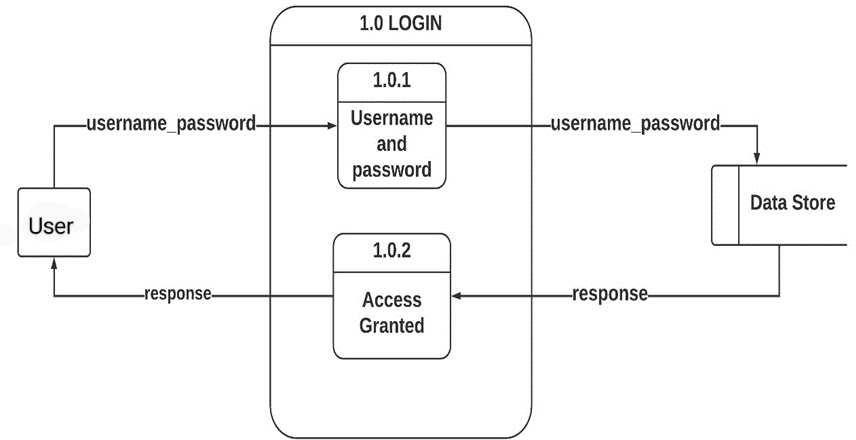 1.0 LOGIN
1.0.1
Username
and
password
username_password
username_password
User
Data Store
1.0.2
Access
Granted
response
response